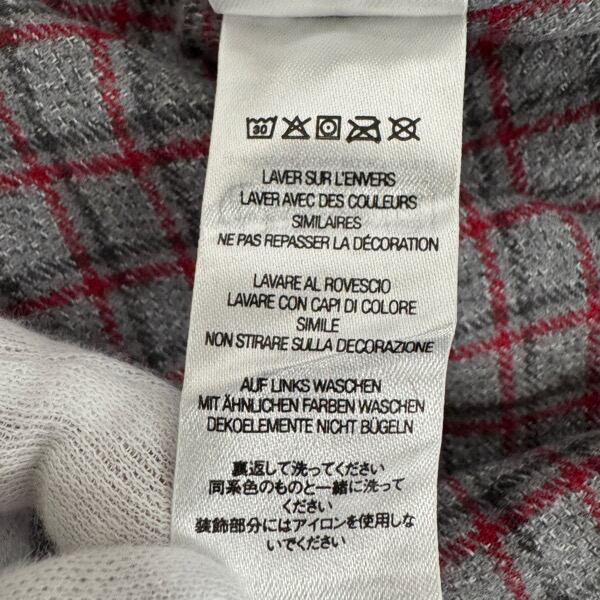 30
LAVER SUR L'ENVERS
LAVER AVEC DES COULEURS
SIMILAIRES
NE PAS REPASSER LA DÉCORATION
LAVARE AL ROVESCIO
LAVARE CON CAPI DI COLORE
SIMILE
NON STIRARE SULLA DECORAZIONE
AUF LINKS WASCHEN
MIT ÄHNLICHEN FARBEN WASCHEN
DEKOELEMENTE NICHT BÜGELN
裏返して洗ってください
同系色のものと一緒に洗って
ください
装飾部分にはアイロンを使用しな
いでください